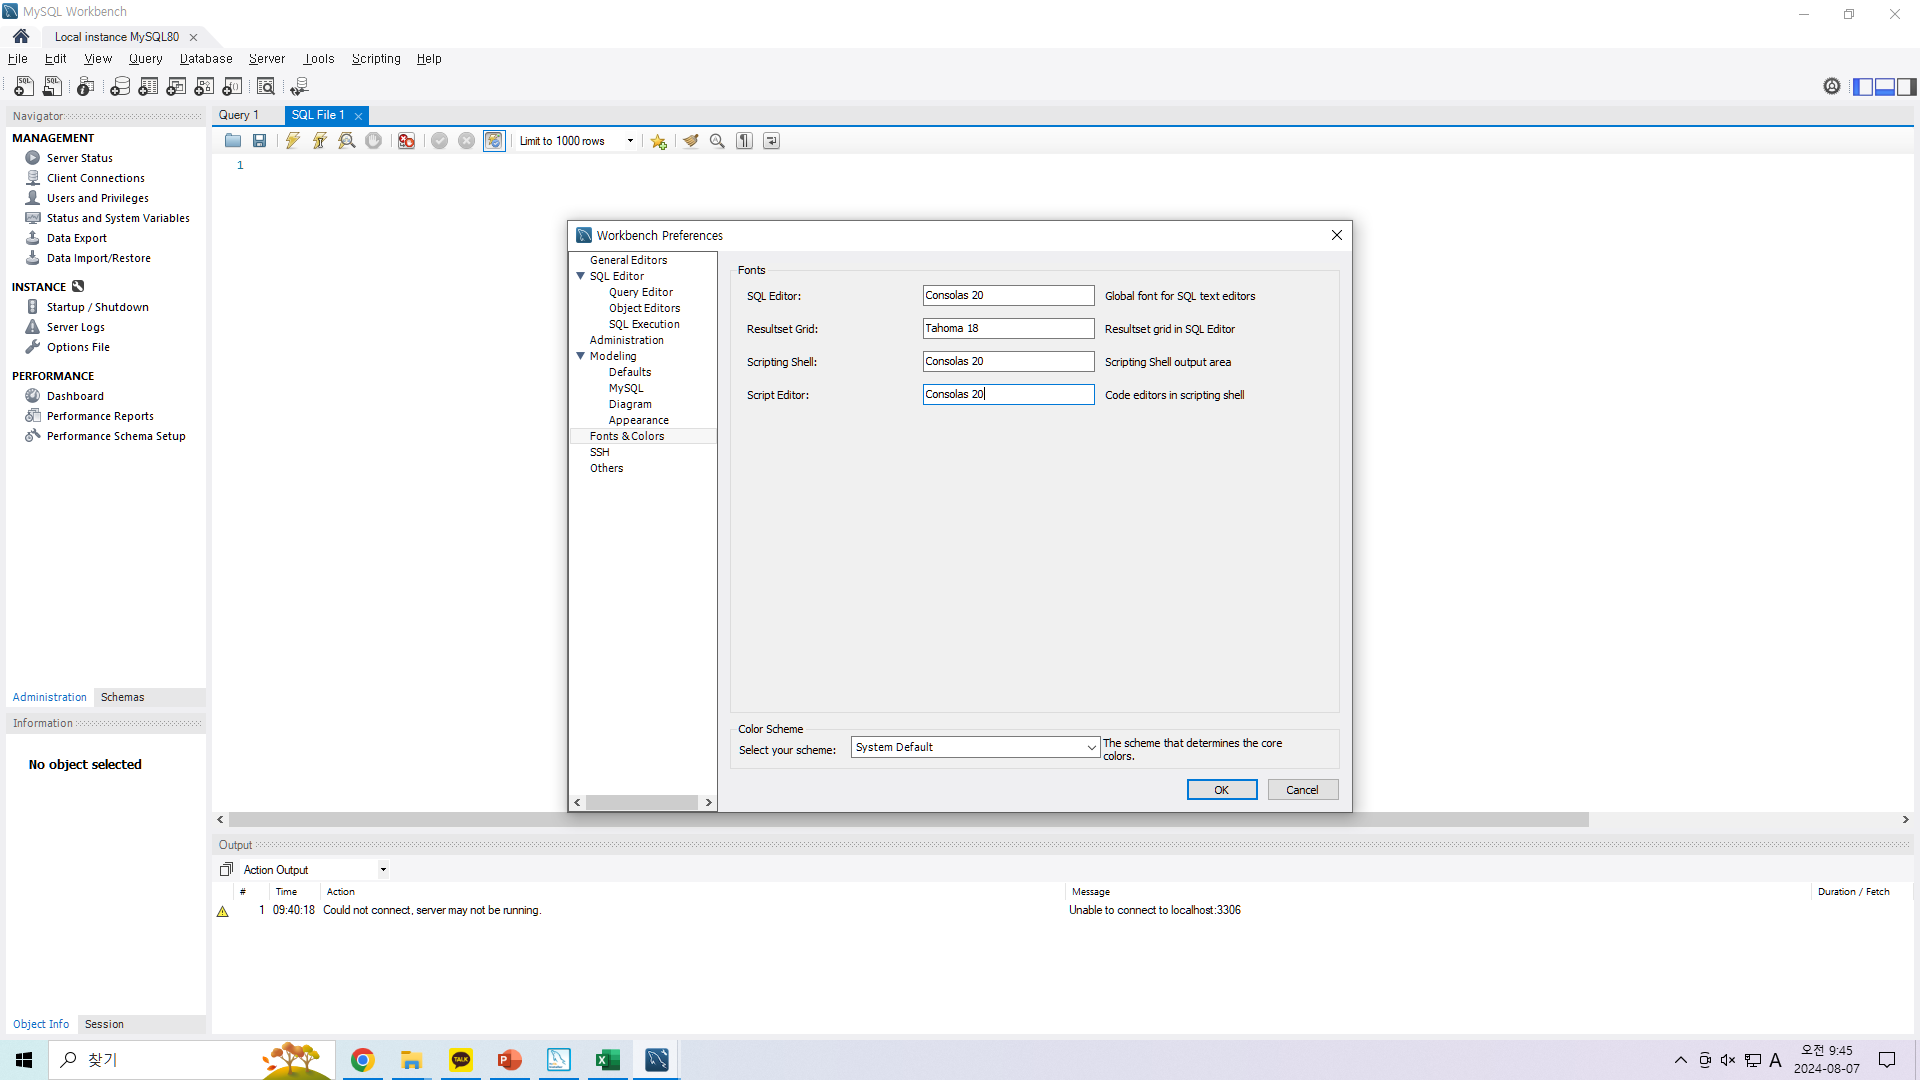 MySQL Workbench
Local instance MySQL80
File Edit View Query Database Server Tools Scripting Help
Navigator
MANAGEMENT
Server Status
Client Connections
Users and Privileges
Status and System Variables
Data Export
Data Import/Restore
INSTANCE
Startup / Shutdown
Server Logs
Options File
PERFORMANCE
Dashboard
Performance Reports
Performance Schema Setup
Administration Schemas
Information
No object selected
Object Info Session
Query 1 SQL File 1
Limit to 1000 rows
1
Workbench Preferences
General Editors
SQL Editor
Query Editor
Object Editors
SQL Execution
Administration
Modeling
Defaults
MySQL
Diagram
Appearance
Fonts & Colors
SSH
Others
Fonts
SQL Editor: Consolas 20 Global font for SQL text editors
Resultset Grid: Tahoma 18 Resultset grid in SQL Editor
Scripting Shell: Consolas 20 Scripting Shell output area
Script Editor: Consolas 20 Code editors in scripting shell
Color Scheme
Select your scheme: System Default The scheme that determines the core
colors.
OK Cancel
Output
Action Output
# Time Action Message Duration / Fetch
1 09:40:18 Could not connect, server may not be running. Unable to connect to localhost:3306
찾기
TALK
A
오전 9:45
2024-08-07